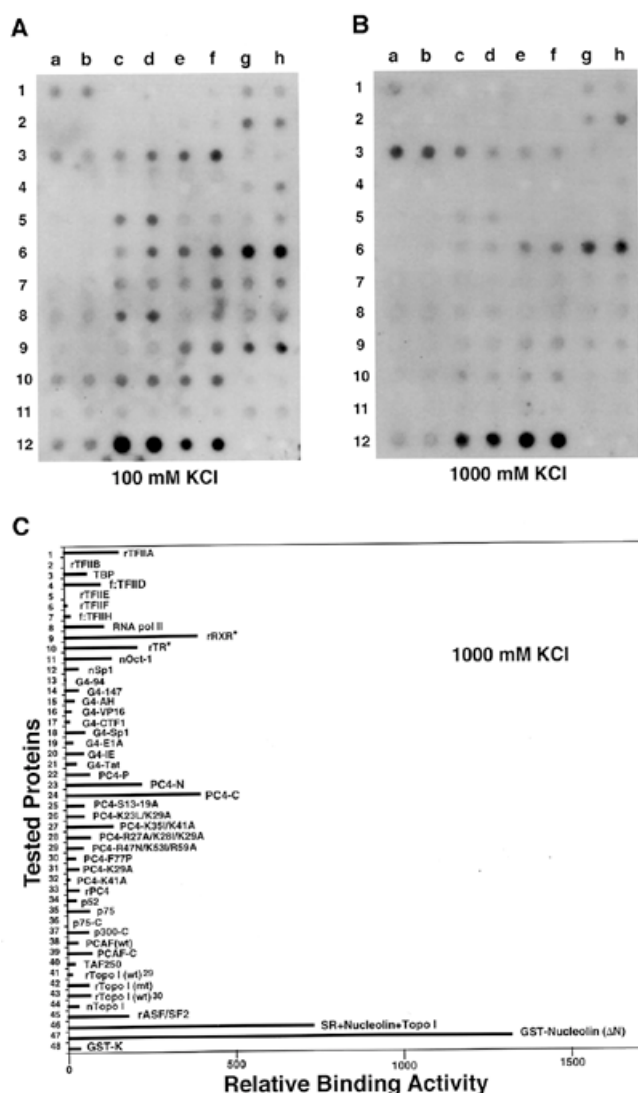 A
a b c d e f g h
1
2
3
4
5
6
7
8
9
10
11
12
100 mM KCl
B
a b c d e f g h
1
2
3
4
5
6
7
8
9
10
11
12
1000 mM KCl
C
1000 mM KCl
Tested Proteins
1 rTFIIA
2 rTFIIB
3 TBP
4 f:TFIID
5 rTFIIE
6 rTFIIF
7 f:TFIIH
8 RNA pol II
9 rRXR*
10 rTR*
11 nOct-1
12 nSp1
13 G4-94
14 G4-147
15 G4-AH
16 G4-VP16
17 G4-CTF1
18 G4-Sp1
19 G4-E1A
20 G4-IE
21 G4-Tat
22 PC4-P
23 PC4-N
24 PC4-C
25 PC4-S13-19A
26 PC4-K23L/K29A
27 PC4-K35I/K41A
28 PC4-R27A/K28I/K29A
29 PC4-R47N/K53I/R59A
30 PC4-F77P
31 PC4-K29A
32 PC4-K41A
33 rPC4
34 p52
35 p75
36 p75-C
37 p300-C
38 PCAF(wt)
39 PCAF-C
40 TAF250
41 rTopo I (wt)29
42 rTopo I (mt)
43 rTopo I (wt)30
44 nTopo I
45 rASF/SF2
46 SR+Nucleolin+Topo I
47 GST-Nucleolin (ΔN)
48 GST-K
0 500 1000 1500
Relative Binding Activity